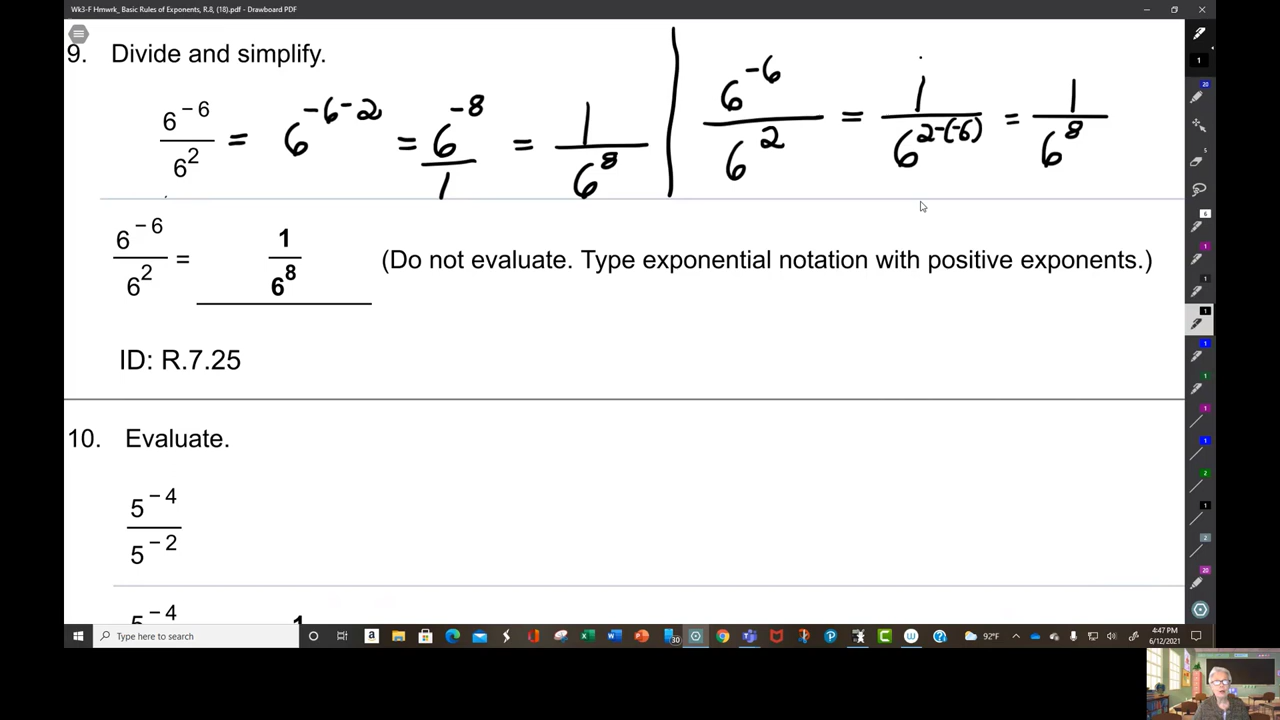 Wk3-F Hmwrk_ Basic Rules of Exponents, R.8, (18).pdf - Drawboard PDF
9. Divide and simplify.
6^-6 / 6^2 = 6^(-6-2) = 6^-8 / 1 = 1 / 6^8 | 6^-6 / 6^2 = 1 / 6^(2-(-6)) = 1 / 6^8
6^-6 / 6^2 = 1 / 6^8 (Do not evaluate. Type exponential notation with positive exponents.)
ID: R.7.25
10. Evaluate.
5^-4 / 5^-2
5^-4 1
Type here to search
92°F
4:47 PM
6/12/2021